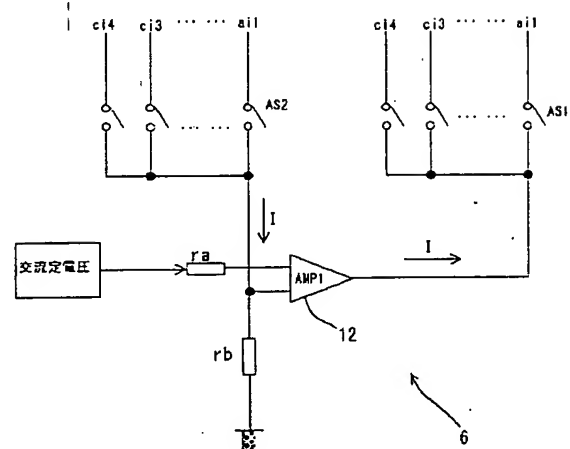 ci4 ci3 ······ ai1 ci4 ci3 ······ ai1
AS2 AS1
······ ······
I
交流定電圧 ra AMP1 I
12
rb
6